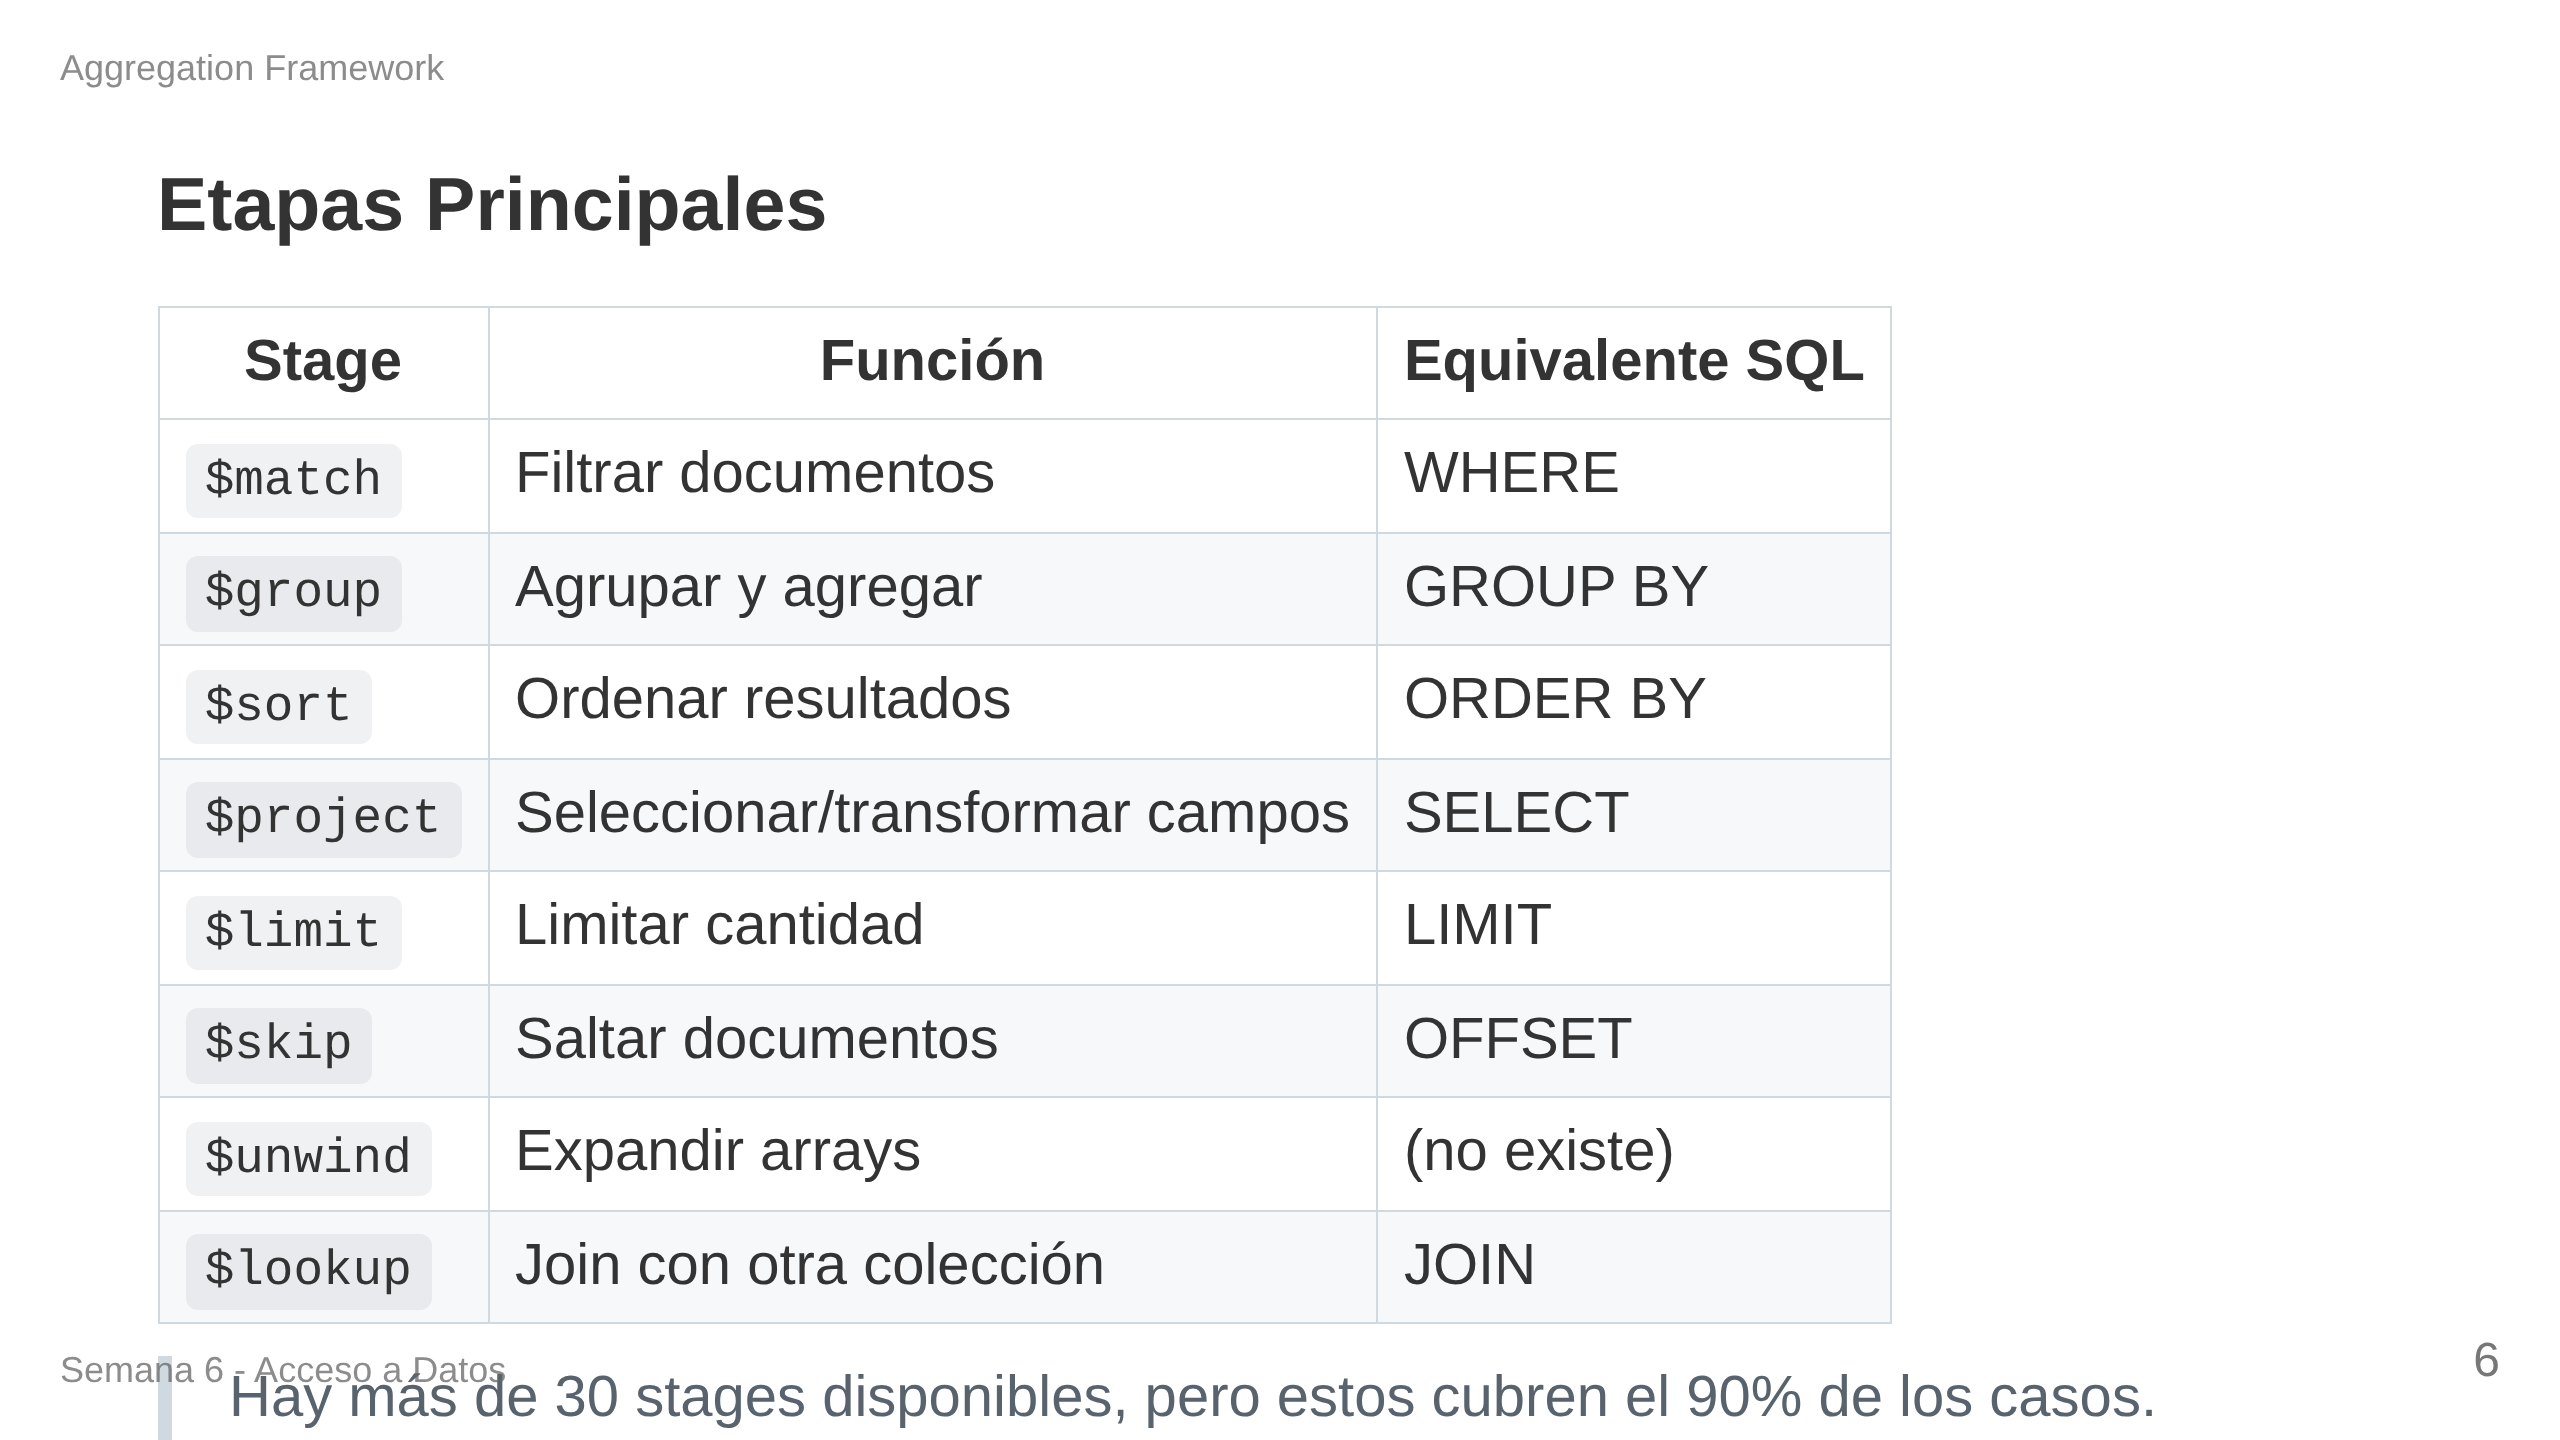 Aggregation Framework
Etapas Principales
Stage Función Equivalente SQL
$match Filtrar documentos WHERE
$group Agrupar y agregar GROUP BY
$sort Ordenar resultados ORDER BY
$project Seleccionar/transformar campos SELECT
$limit Limitar cantidad LIMIT
$skip Saltar documentos OFFSET
$unwind Expandir arrays (no existe)
$lookup Join con otra colección JOIN
Hay más de 30 stages disponibles, pero estos cubren el 90% de los casos.
Semana 6 - Acceso a Datos
6